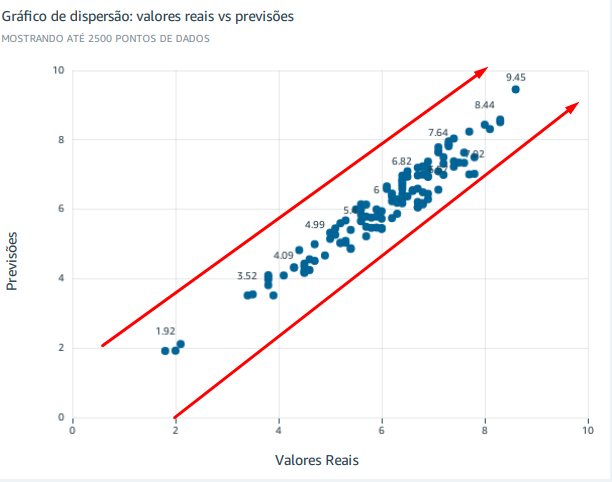 Gráfico de dispersão: valores reais vs previsões
MOSTRANDO ATÉ 2500 PONTOS DE DADOS
10
9.45
8.44
8
7.64
6.82
6
4.99
4.09
4
3.52
2
1.92
0
0 2 4 6 8 10
Previsões
Valores Reais